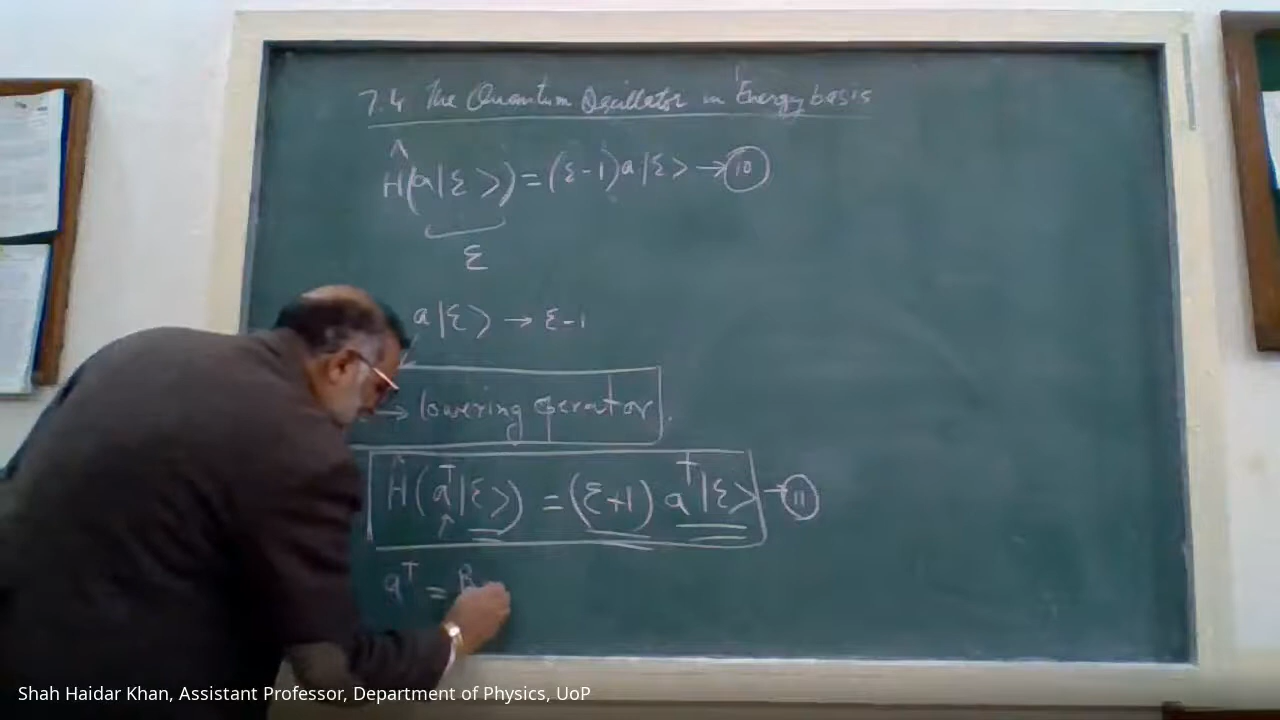 7.4 The Quantum Oscillator in Energy basis
Ĥ(a|ε>) = (ε-1)a|ε> → 10
ε
a|ε> → ε-1
→ lowering operator.
Ĥ(a†|ε>) = (ε+1) a†|ε> → 11
a† =
Shah Haidar Khan, Assistant Professor, Department of Physics, UoP